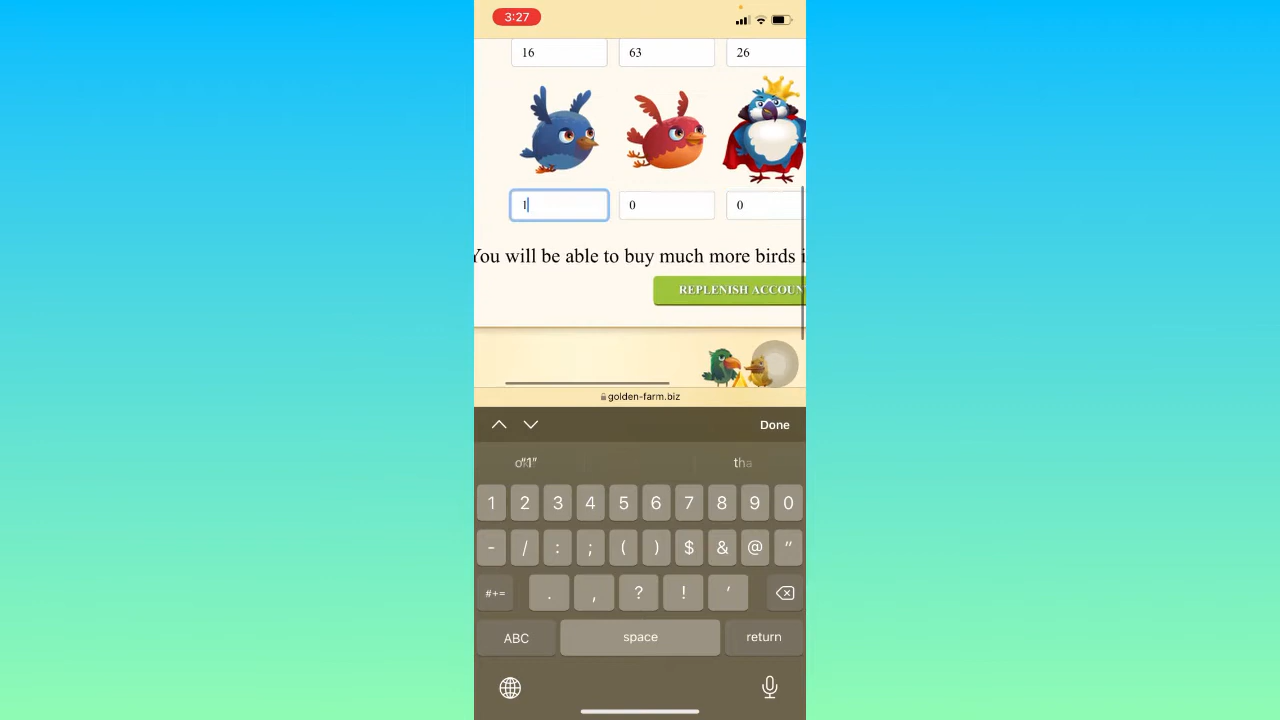 3:27
16 63 26
1 0 0
You will be able to buy much more birds i
REPLENISH ACCOUN
golden-farm.biz
Done
"1" tha
1 2 3 4 5 6 7 8 9 0
- / : ; ( ) $ & @ "
#+= . , ? ! '
ABC space return